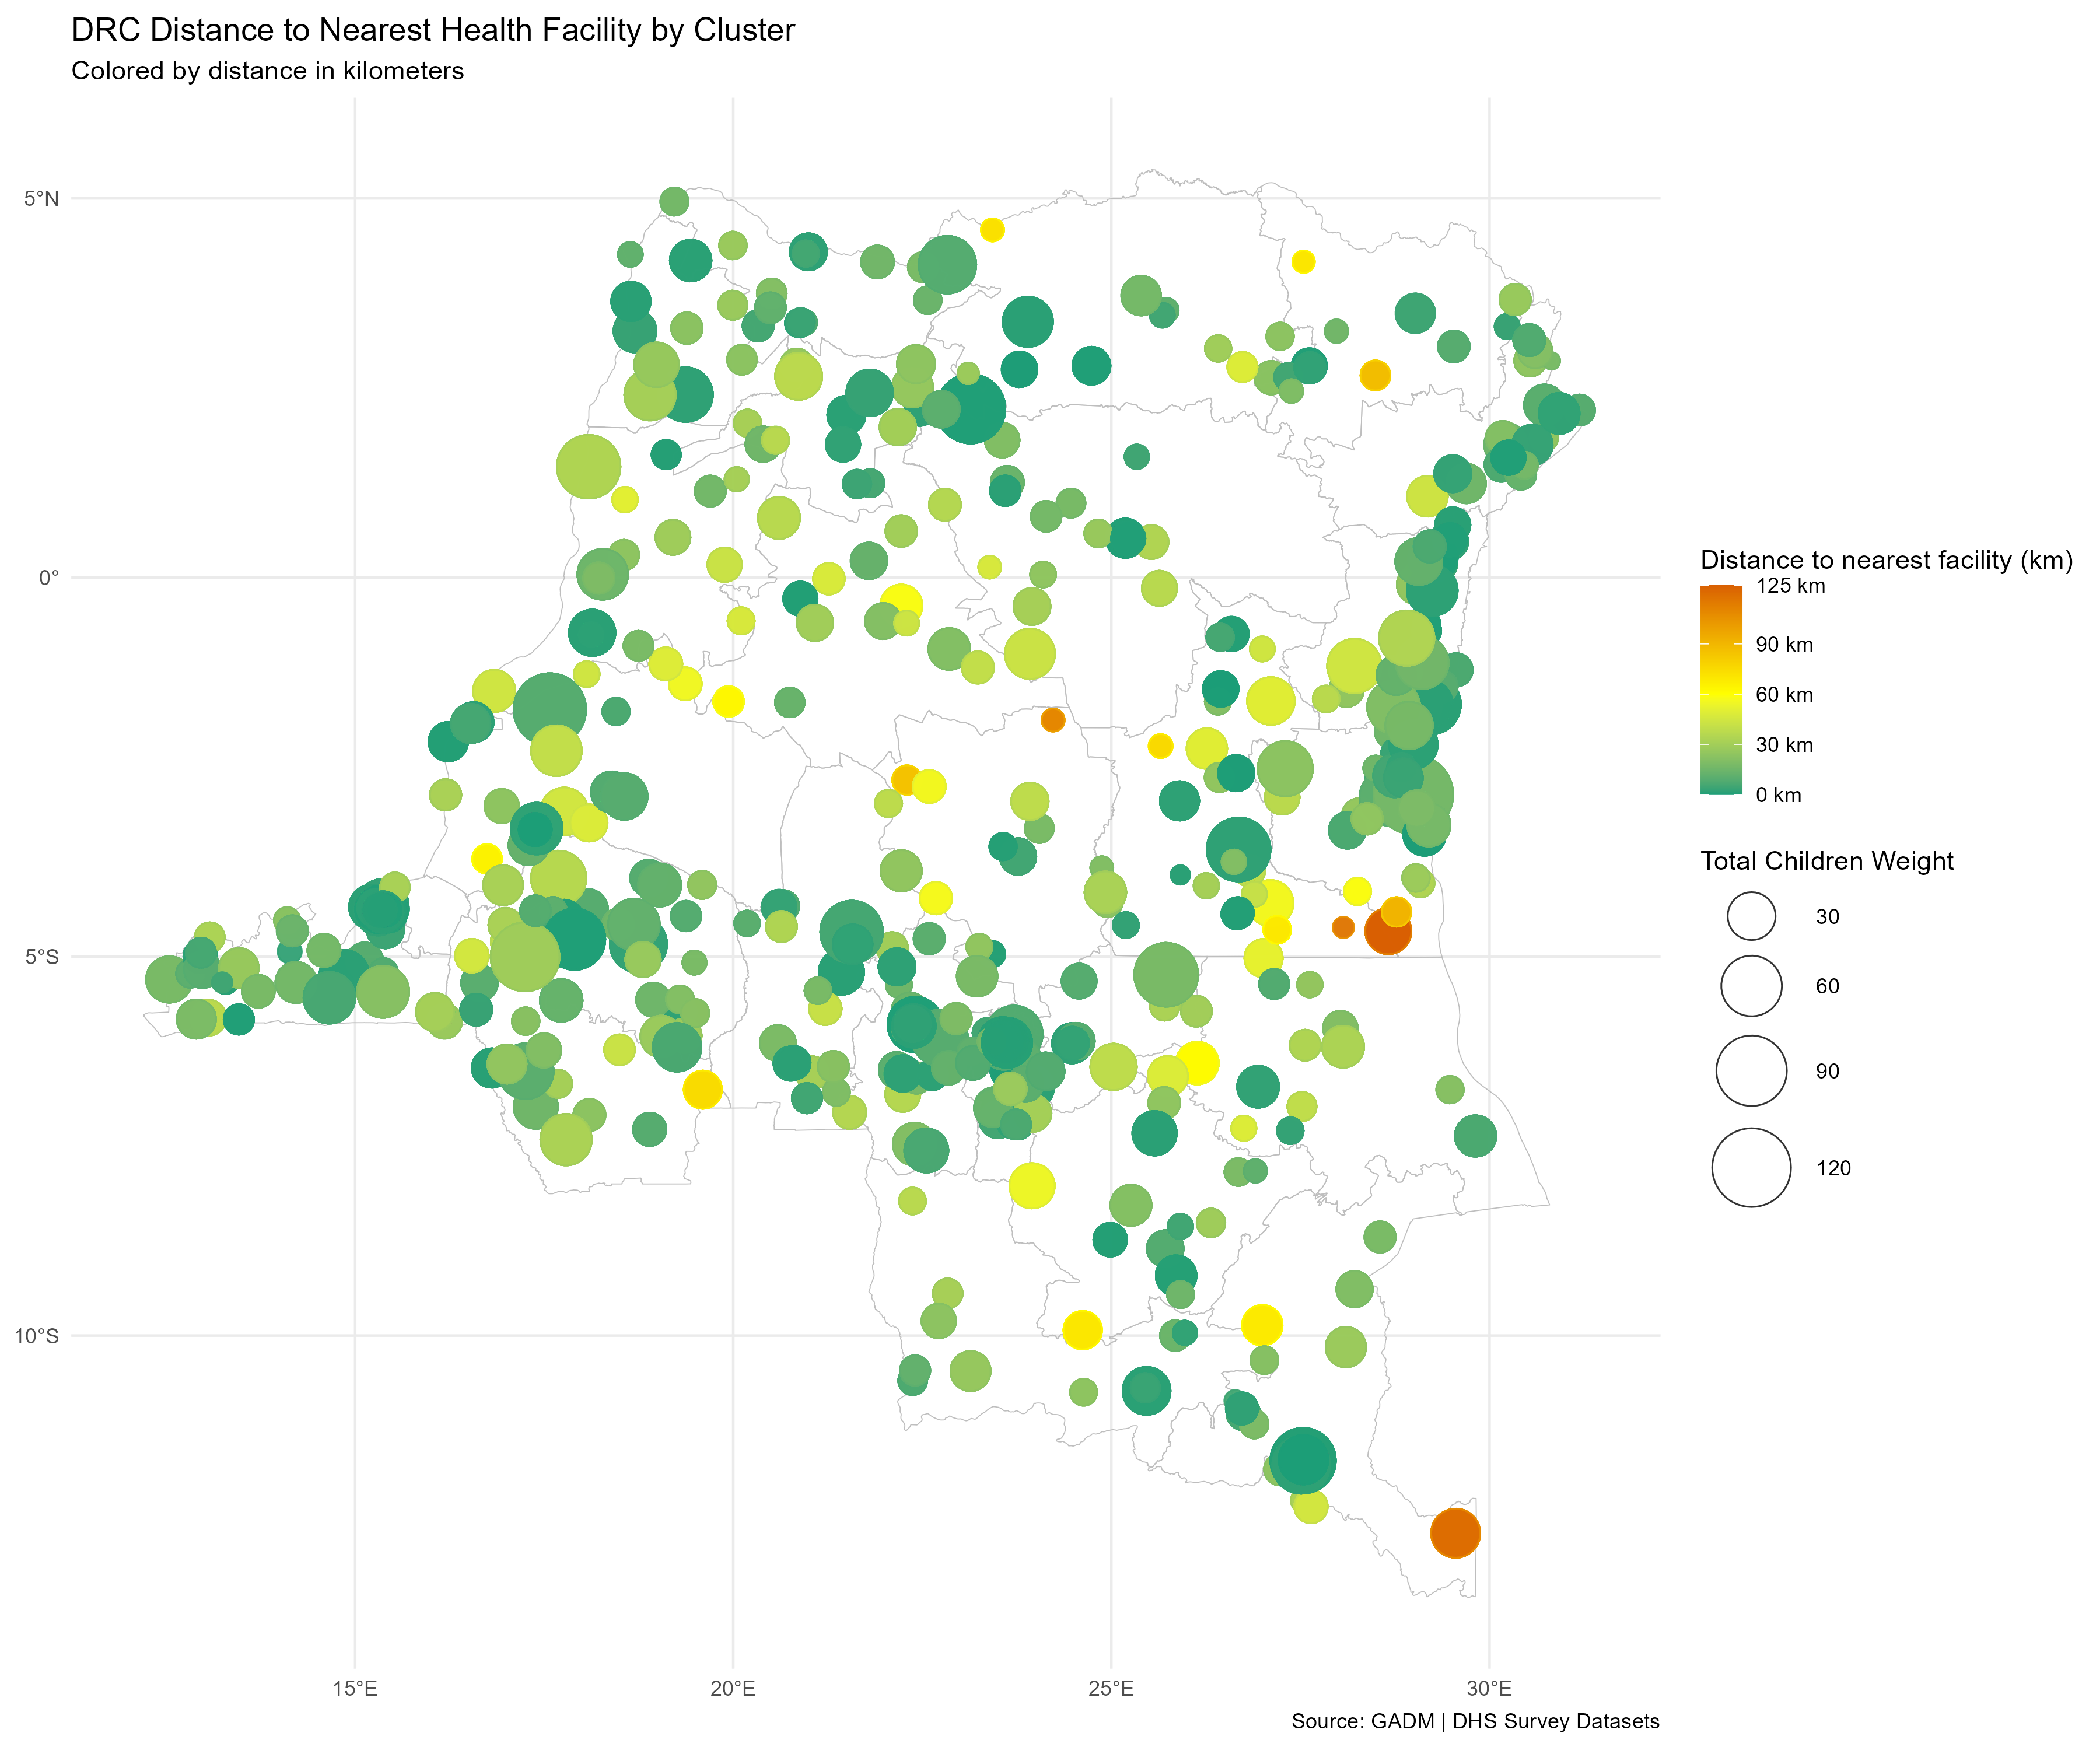 DRC Distance to Nearest Health Facility by Cluster
Colored by distance in kilometers
5°N
0°
5°S
10°S
15°E
20°E
25°E
30°E
Distance to nearest facility (km)
125 km
90 km
60 km
30 km
0 km
Total Children Weight
30
60
90
120
Source: GADM | DHS Survey Datasets